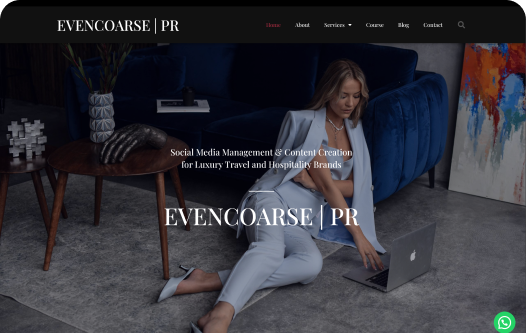 EVENCOARSE | PR
Home About Services Course Blog Contact
Social Media Management & Content Creation
for Luxury Travel and Hospitality Brands
EVENCOARSE | PR